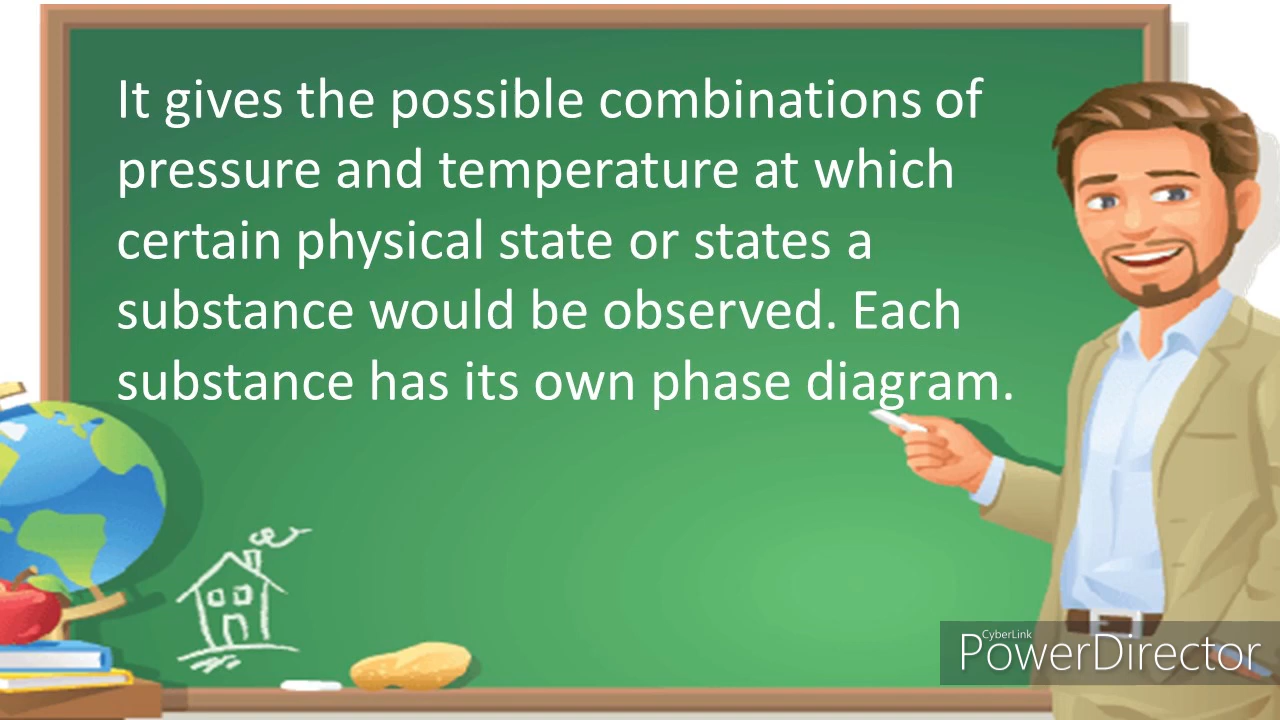 It gives the possible combinations of
pressure and temperature at which
certain physical state or states a
substance would be observed. Each
substance has its own phase diagram.
CyberLink
PowerDirector